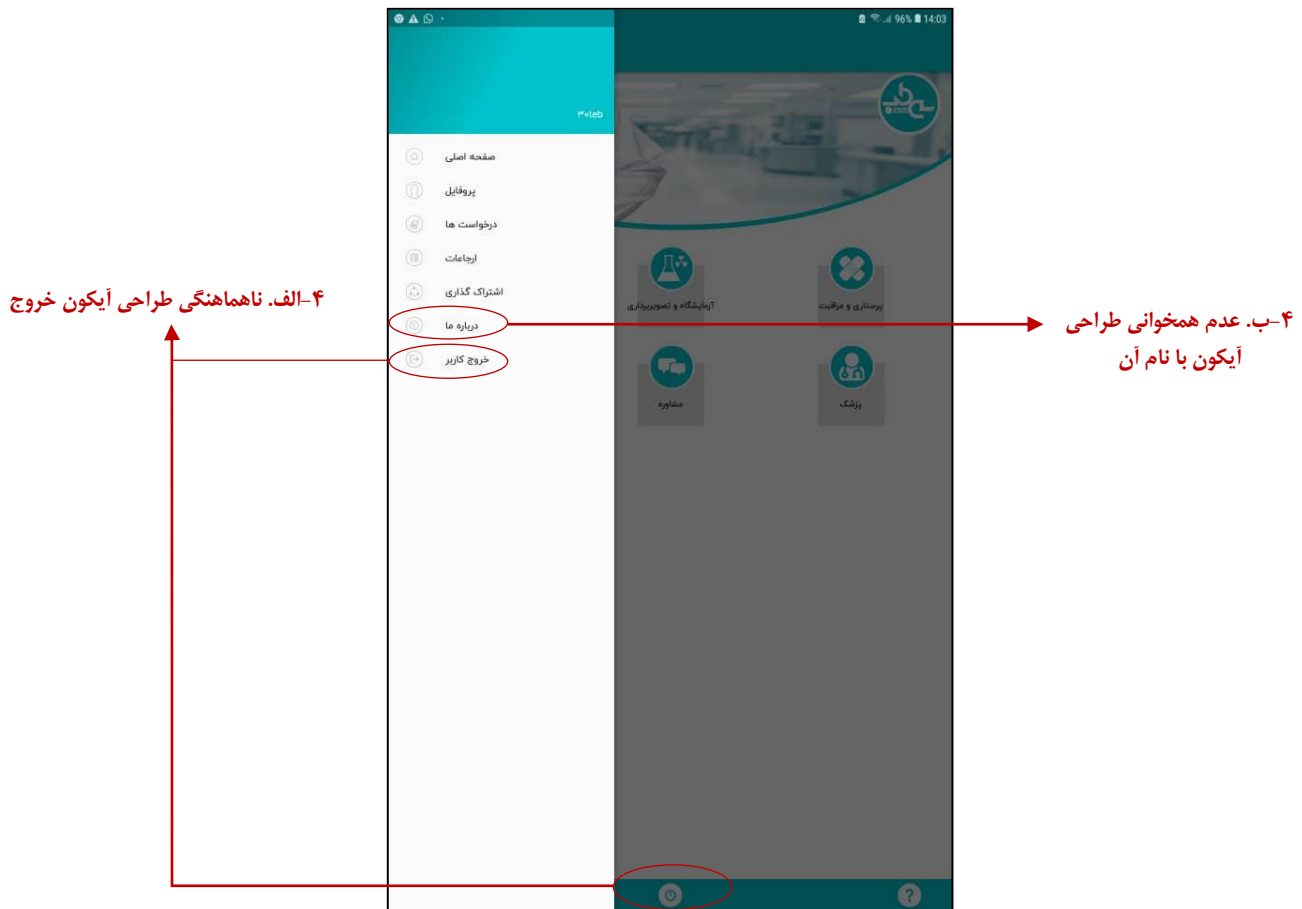 96% 14:03
۳۰teb
صفحه اصلی
پروفایل
درخواست ها
ارجاعات
اشتراک گذاری
درباره ما
خروج کاربر
پرستاری و مراقبت
آزمایشگاه و تصویربرداری
پزشک
مشاوره
?
۴-الف. ناهماهنگی طراحی آیکون خروج
۴-ب. عدم همخوانی طراحی
آیکون با نام آن